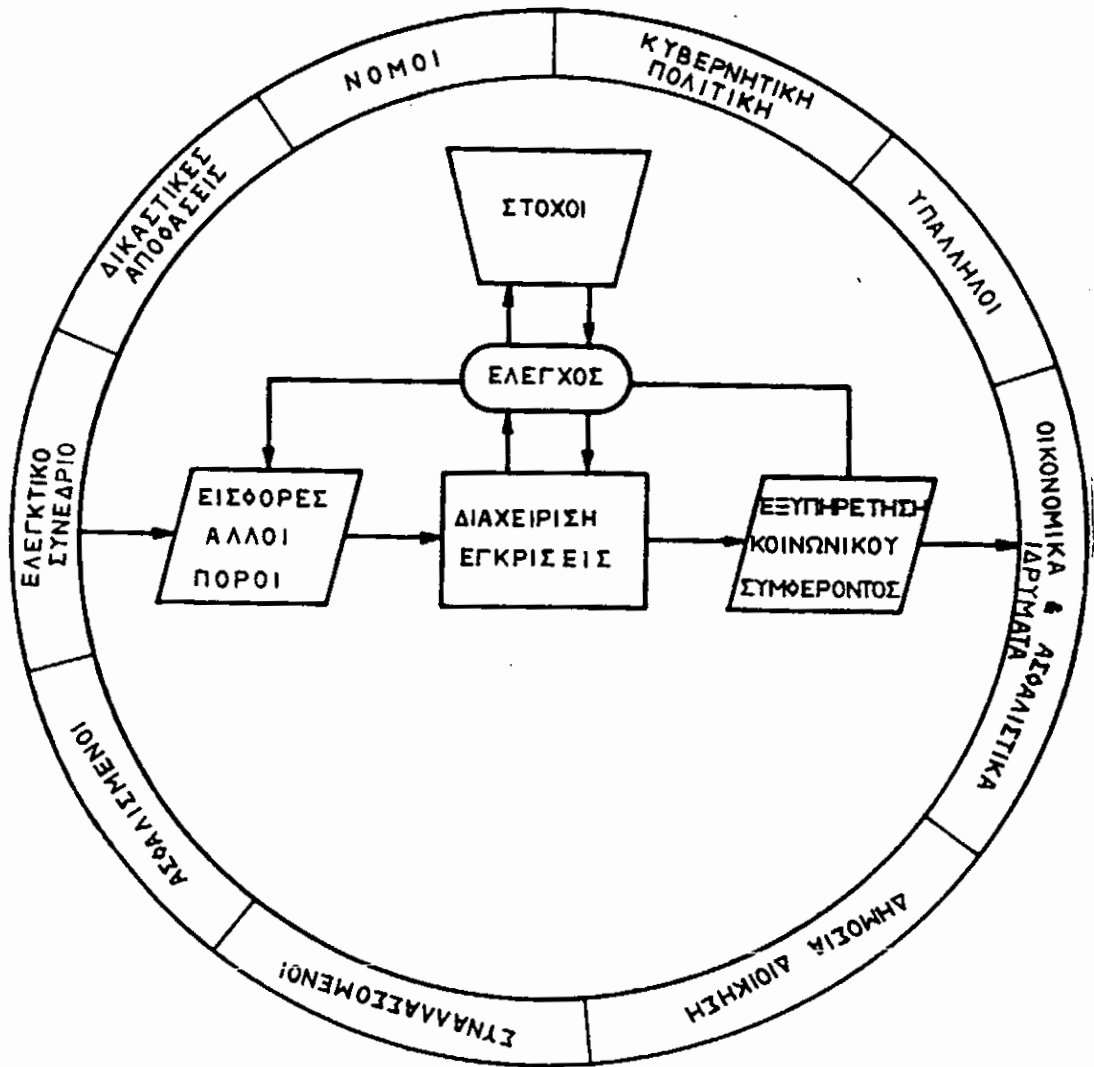 ΝΟΜΟΙ
ΚΥΒΕΡΝΗΤΙΚΗ
ΠΟΛΙΤΙΚΗ
ΥΠΑΛΛΗΛΟΙ
ΟΙΚΟΝΟΜΙΚΑ & ΑΣΦΑΛΙΣΤΙΚΑ
ΙΔΡΥΜΑΤΑ
ΔΗΜΟΣΙΑ ΔΙΟΙΚΗΣΗ
ΣΥΝΑΛΛΑΣΣΟΜΕΝΟΙ
ΑΣΦΑΛΙΣΜΕΝΟΙ
ΕΛΕΓΚΤΙΚΟ
ΣΥΝΕΔΡΙΟ
ΔΙΚΑΣΤΙΚΕΣ
ΑΠΟΦΑΣΕΙΣ
ΣΤΟΧΟΙ
ΕΛΕΓΧΟΣ
ΕΙΣΦΟΡΕΣ
ΑΛΛΟΙ
ΠΟΡΟΙ
ΔΙΑΧΕΙΡΙΣΗ
ΕΓΚΡΙΣΕΙΣ
ΕΞΥΠΗΡΕΤΗΣΗ
ΚΟΙΝΩΝΙΚΟΥ
ΣΥΜΦΕΡΟΝΤΟΣ